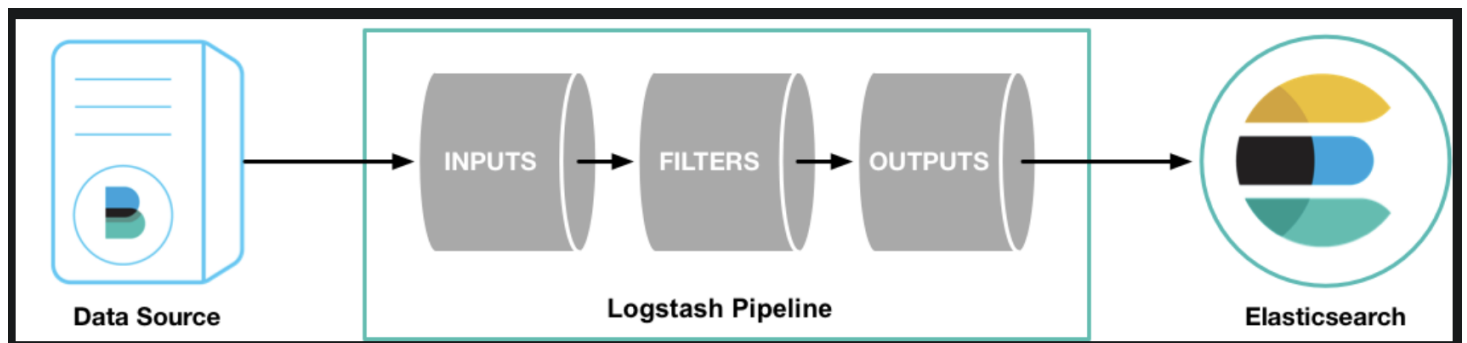 INPUTS
FILTERS
OUTPUTS
Data Source
Logstash Pipeline
Elasticsearch